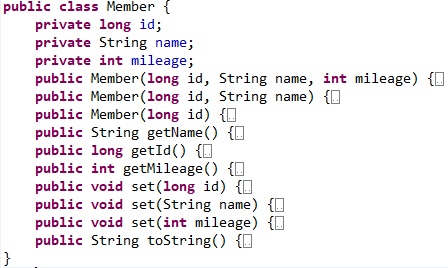 public class Member {
    private long id;
    private String name;
    private int mileage;
    public Member(long id, String name, int mileage) {..
    public Member(long id, String name) {..
    public Member(long id) {..
    public String getName() {..
    public long getId() {..
    public int getMileage() {..
    public void set(long id) {..
    public void set(String name) {..
    public void set(int mileage) {..
    public String toString() {..
}